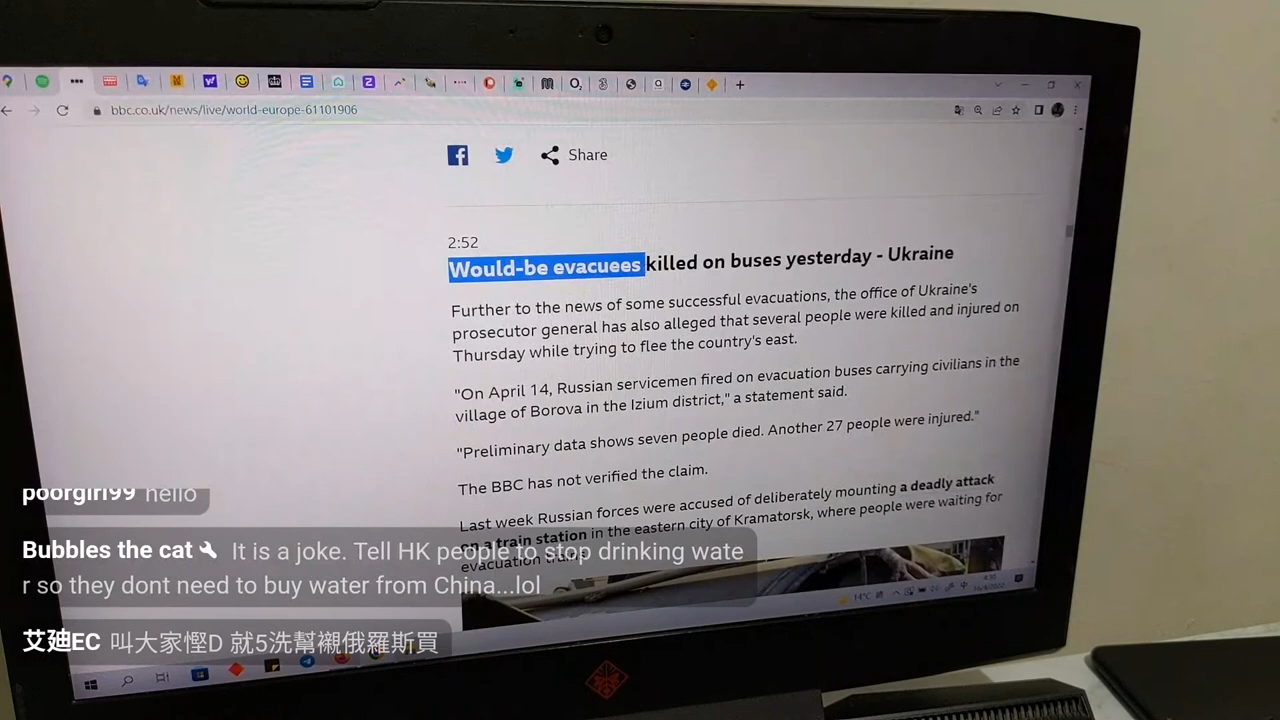 bbc.co.uk/news/live/world-europe-61101906
Share
2:52
Would-be evacuees killed on buses yesterday - Ukraine
Further to the news of some successful evacuations, the office of Ukraine's
prosecutor general has also alleged that several people were killed and injured on
Thursday while trying to flee the country's east.
"On April 14, Russian servicemen fired on evacuation buses carrying civilians in the
village of Borova in the Izium district," a statement said.
"Preliminary data shows seven people died. Another 27 people were injured."
The BBC has not verified the claim.
Last week Russian forces were accused of deliberately mounting a deadly attack
on a train station in the eastern city of Kramatorsk, where people were waiting for
evacuation trains.
poorgirl99 hello
Bubbles the cat It is a joke. Tell HK people to stop drinking wate
r so they dont need to buy water from China...lol
艾廸EC 叫大家慳D 就5洗幫襯俄羅斯買
14°C